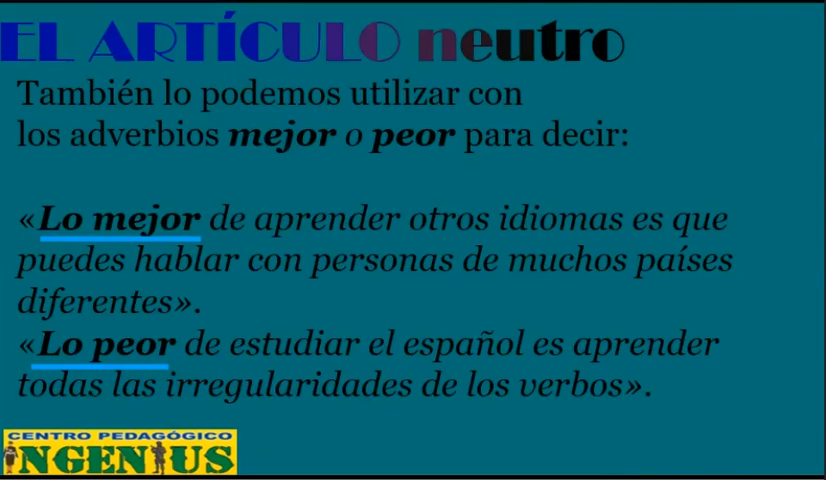 EL ARTÍCULO neutro
También lo podemos utilizar con
los adverbios mejor o peor para decir:
«Lo mejor de aprender otros idiomas es que
puedes hablar con personas de muchos países
diferentes».
«Lo peor de estudiar el español es aprender
todas las irregularidades de los verbos».
CENTRO PEDAGÓGICO
INGENIUS